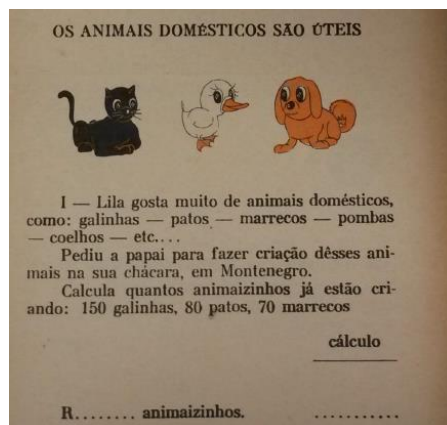 OS ANIMAIS DOMÉSTICOS SÃO ÚTEIS
I — Lila gosta muito de animais domésticos,
como: galinhas — patos — marrecos — pombas
— coelhos — etc....
Pediu a papai para fazer criação dêsses ani-
mais na sua chácara, em Montenegro.
Calcula quantos animaizinhos já estão cri-
ando: 150 galinhas, 80 patos, 70 marrecos
cálculo
R........ animaizinhos. ...........